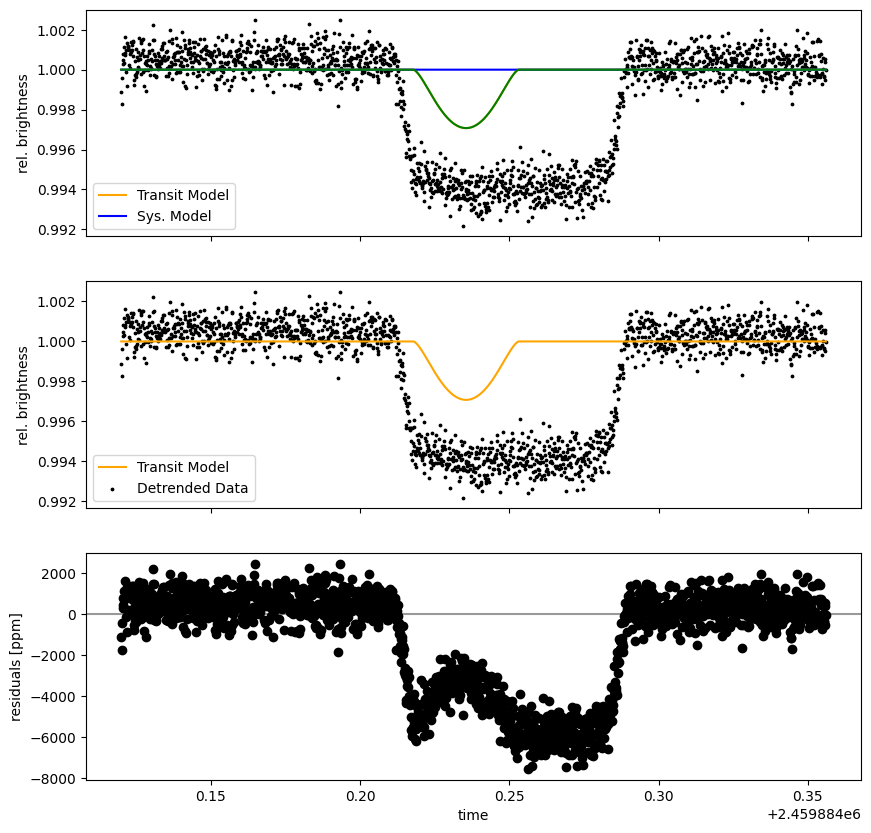 1.002
1.000
0.998
0.996
0.994
0.992
rel. brightness
Transit Model
Sys. Model
1.002
1.000
0.998
0.996
0.994
0.992
rel. brightness
Transit Model
Detrended Data
2000
0
−2000
−4000
−6000
−8000
residuals [ppm]
0.15 0.20 0.25 0.30 0.35
time
+2.459884e6